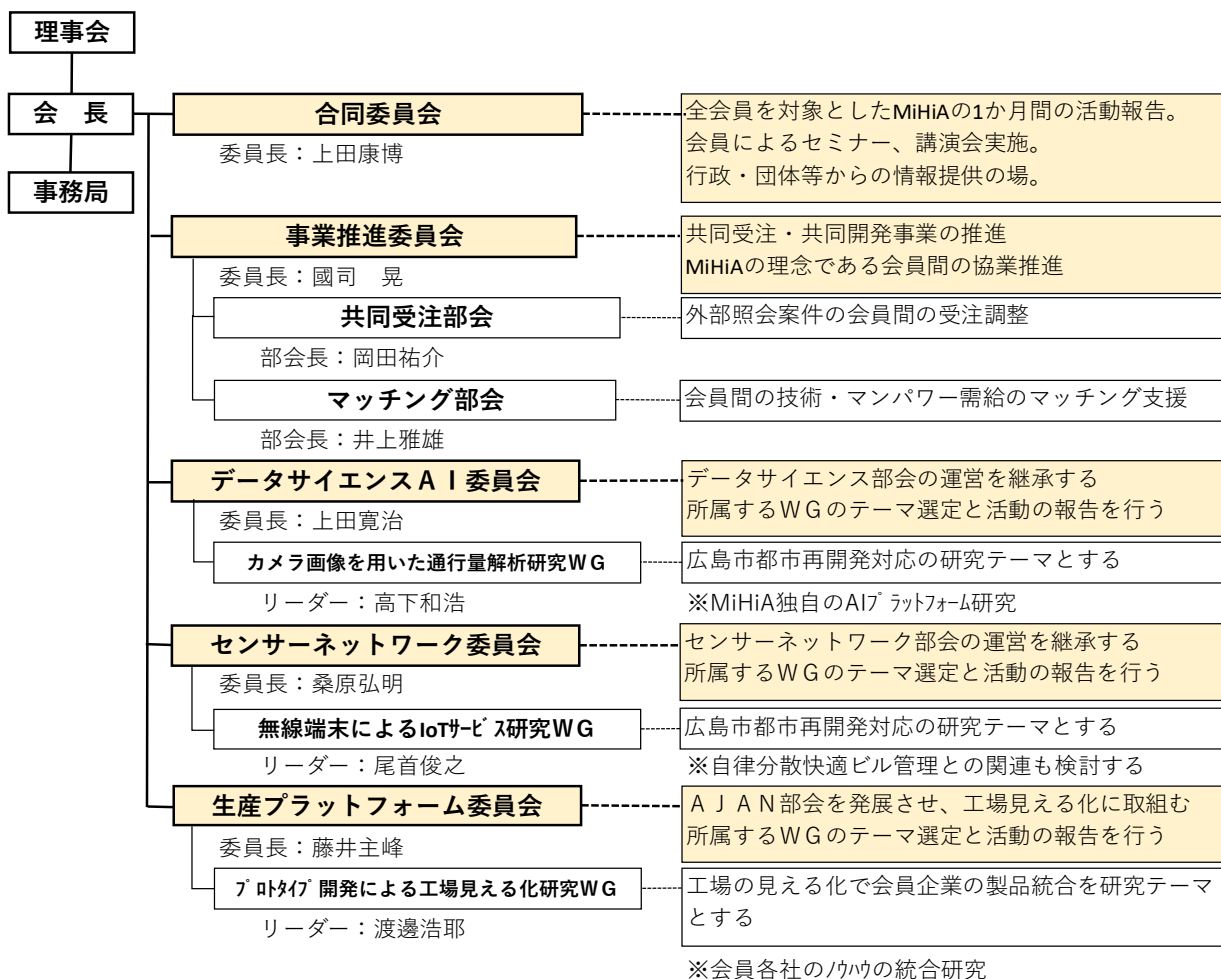 理事会
会　長
事務局
合同委員会
委員長：上田康博
全会員を対象としたMiHiAの1か月間の活動報告。
会員によるセミナー、講演会実施。
行政・団体等からの情報提供の場。
事業推進委員会
委員長：國司　晃
共同受注・共同開発事業の推進
MiHiAの理念である会員間の協業推進
共同受注部会
部会長：岡田祐介
外部照会案件の会員間の受注調整
マッチング部会
部会長：井上雅雄
会員間の技術・マンパワー需給のマッチング支援
データサイエンスＡＩ委員会
委員長：上田寛治
データサイエンス部会の運営を継承する
所属するＷＧのテーマ選定と活動の報告を行う
カメラ画像を用いた通行量解析研究ＷＧ
リーダー：高下和浩
広島市都市再開発対応の研究テーマとする
※MiHiA独自のAIﾌﾟﾗｯﾄﾌｫｰﾑ研究
センサーネットワーク委員会
委員長：桑原弘明
センサーネットワーク部会の運営を継承する
所属するＷＧのテーマ選定と活動の報告を行う
無線端末によるIoTｻｰﾋﾞｽ研究ＷＧ
リーダー：尾首俊之
広島市都市再開発対応の研究テーマとする
※自律分散快適ビル管理との関連も検討する
生産プラットフォーム委員会
委員長：藤井主峰
ＡＪＡＮ部会を発展させ、工場見える化に取組む
所属するＷＧのテーマ選定と活動の報告を行う
ﾌﾟﾛﾄﾀｲﾌﾟ開発による工場見える化研究ＷＧ
リーダー：渡邊浩耶
工場の見える化で会員企業の製品統合を研究テーマ
とする
※会員各社のﾉｳﾊｳの統合研究